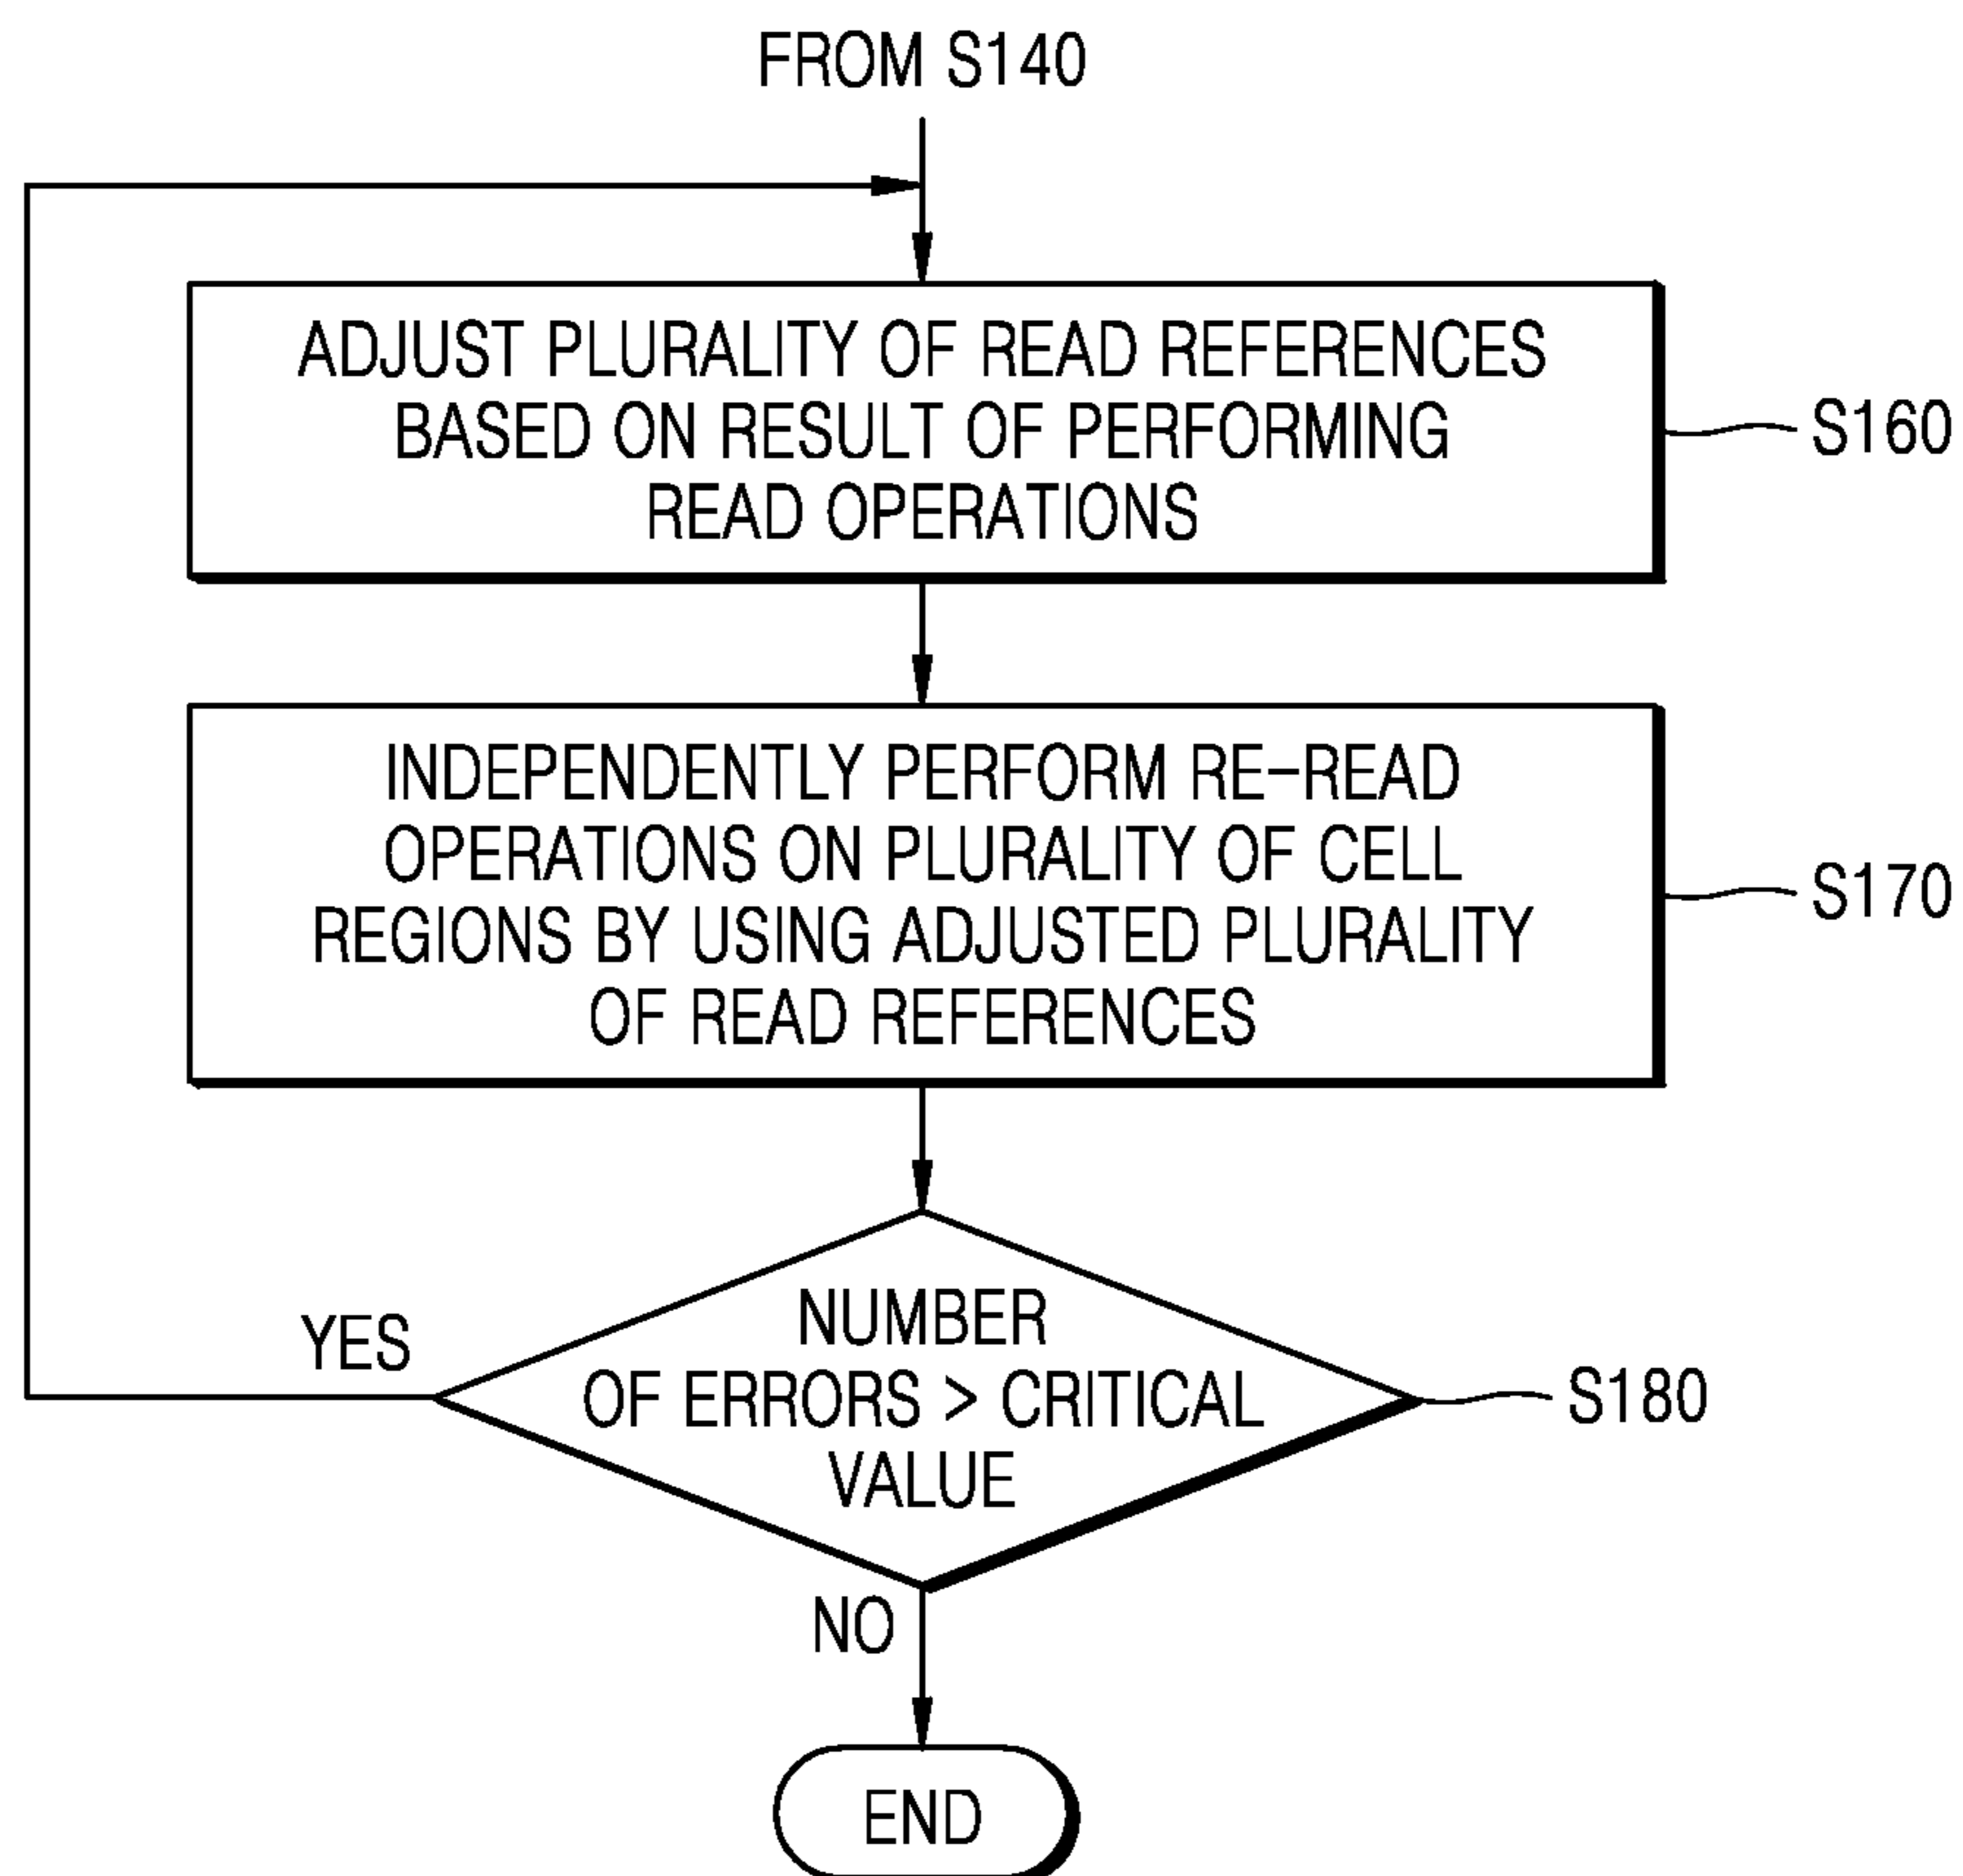 FROM S140
ADJUST PLURALITY OF READ REFERENCES
BASED ON RESULT OF PERFORMING
READ OPERATIONS
S160
INDEPENDENTLY PERFORM RE-READ
OPERATIONS ON PLURALITY OF CELL
REGIONS BY USING ADJUSTED PLURALITY
OF READ REFERENCES
S170
YES
NUMBER
OF ERRORS > CRITICAL
VALUE
S180
NO
END